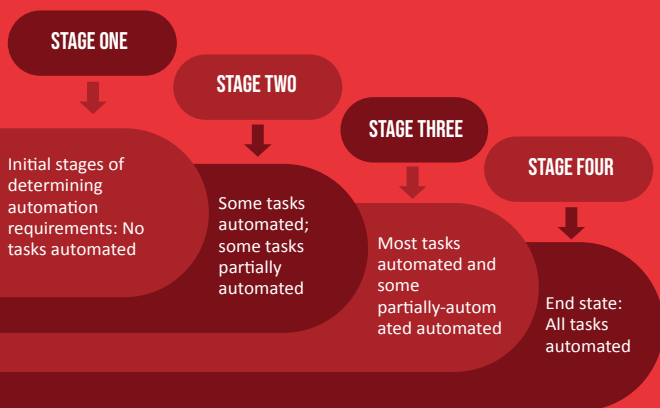 STAGE ONE
Initial stages of
determining
automation
requirements: No
tasks automated
STAGE TWO
Some tasks
automated;
some tasks
partially
automated
STAGE THREE
Most tasks
automated and
some
partially-autom
ated automated
STAGE FOUR
End state:
All tasks
automated